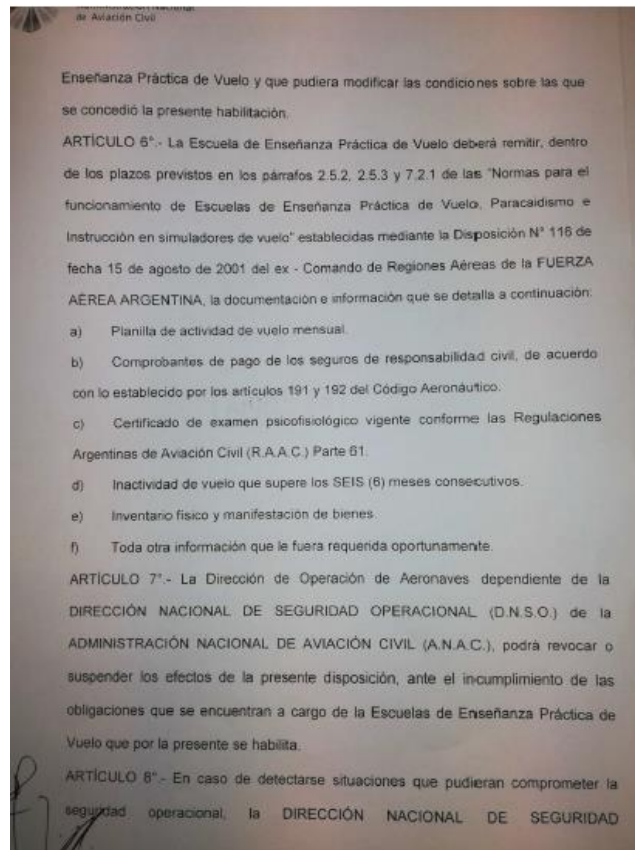 de Aviación Civil
Enseñanza Práctica de Vuelo y que pudiera modificar las condiciones sobre las que
se concedió la presente habilitación.
ARTÍCULO 6°.- La Escuela de Enseñanza Práctica de Vuelo deberá remitir, dentro
de los plazos previstos en los párrafos 2.5.2, 2.5.3 y 7.2.1 de las "Normas para el
funcionamiento de Escuelas de Enseñanza Práctica de Vuelo, Paracaidismo e
Instrucción en simuladores de vuelo" establecidas mediante la Disposición N° 116 de
fecha 15 de agosto de 2001 del ex - Comando de Regiones Aéreas de la FUERZA
AÉREA ARGENTINA, la documentación e información que se detalla a continuación:
a) Planilla de actividad de vuelo mensual.
b) Comprobantes de pago de los seguros de responsabilidad civil, de acuerdo
con lo establecido por los artículos 191 y 192 del Código Aeronáutico.
c) Certificado de examen psicofisiológico vigente conforme las Regulaciones
Argentinas de Aviación Civil (R.A.A.C.) Parte 61.
d) Inactividad de vuelo que supere los SEIS (6) meses consecutivos.
e) Inventario físico y manifestación de bienes.
f) Toda otra información que le fuera requerida oportunamente.
ARTÍCULO 7°.- La Dirección de Operación de Aeronaves dependiente de la
DIRECCIÓN NACIONAL DE SEGURIDAD OPERACIONAL (D.N.S.O.) de la
ADMINISTRACIÓN NACIONAL DE AVIACIÓN CIVIL (A.N.A.C.), podrá revocar o
suspender los efectos de la presente disposición, ante el incumplimiento de las
obligaciones que se encuentran a cargo de la Escuelas de Enseñanza Práctica de
Vuelo que por la presente se habilita.
ARTÍCULO 8°.- En caso de detectarse situaciones que pudieran comprometer la
seguridad operacional, la DIRECCIÓN NACIONAL DE SEGURIDAD